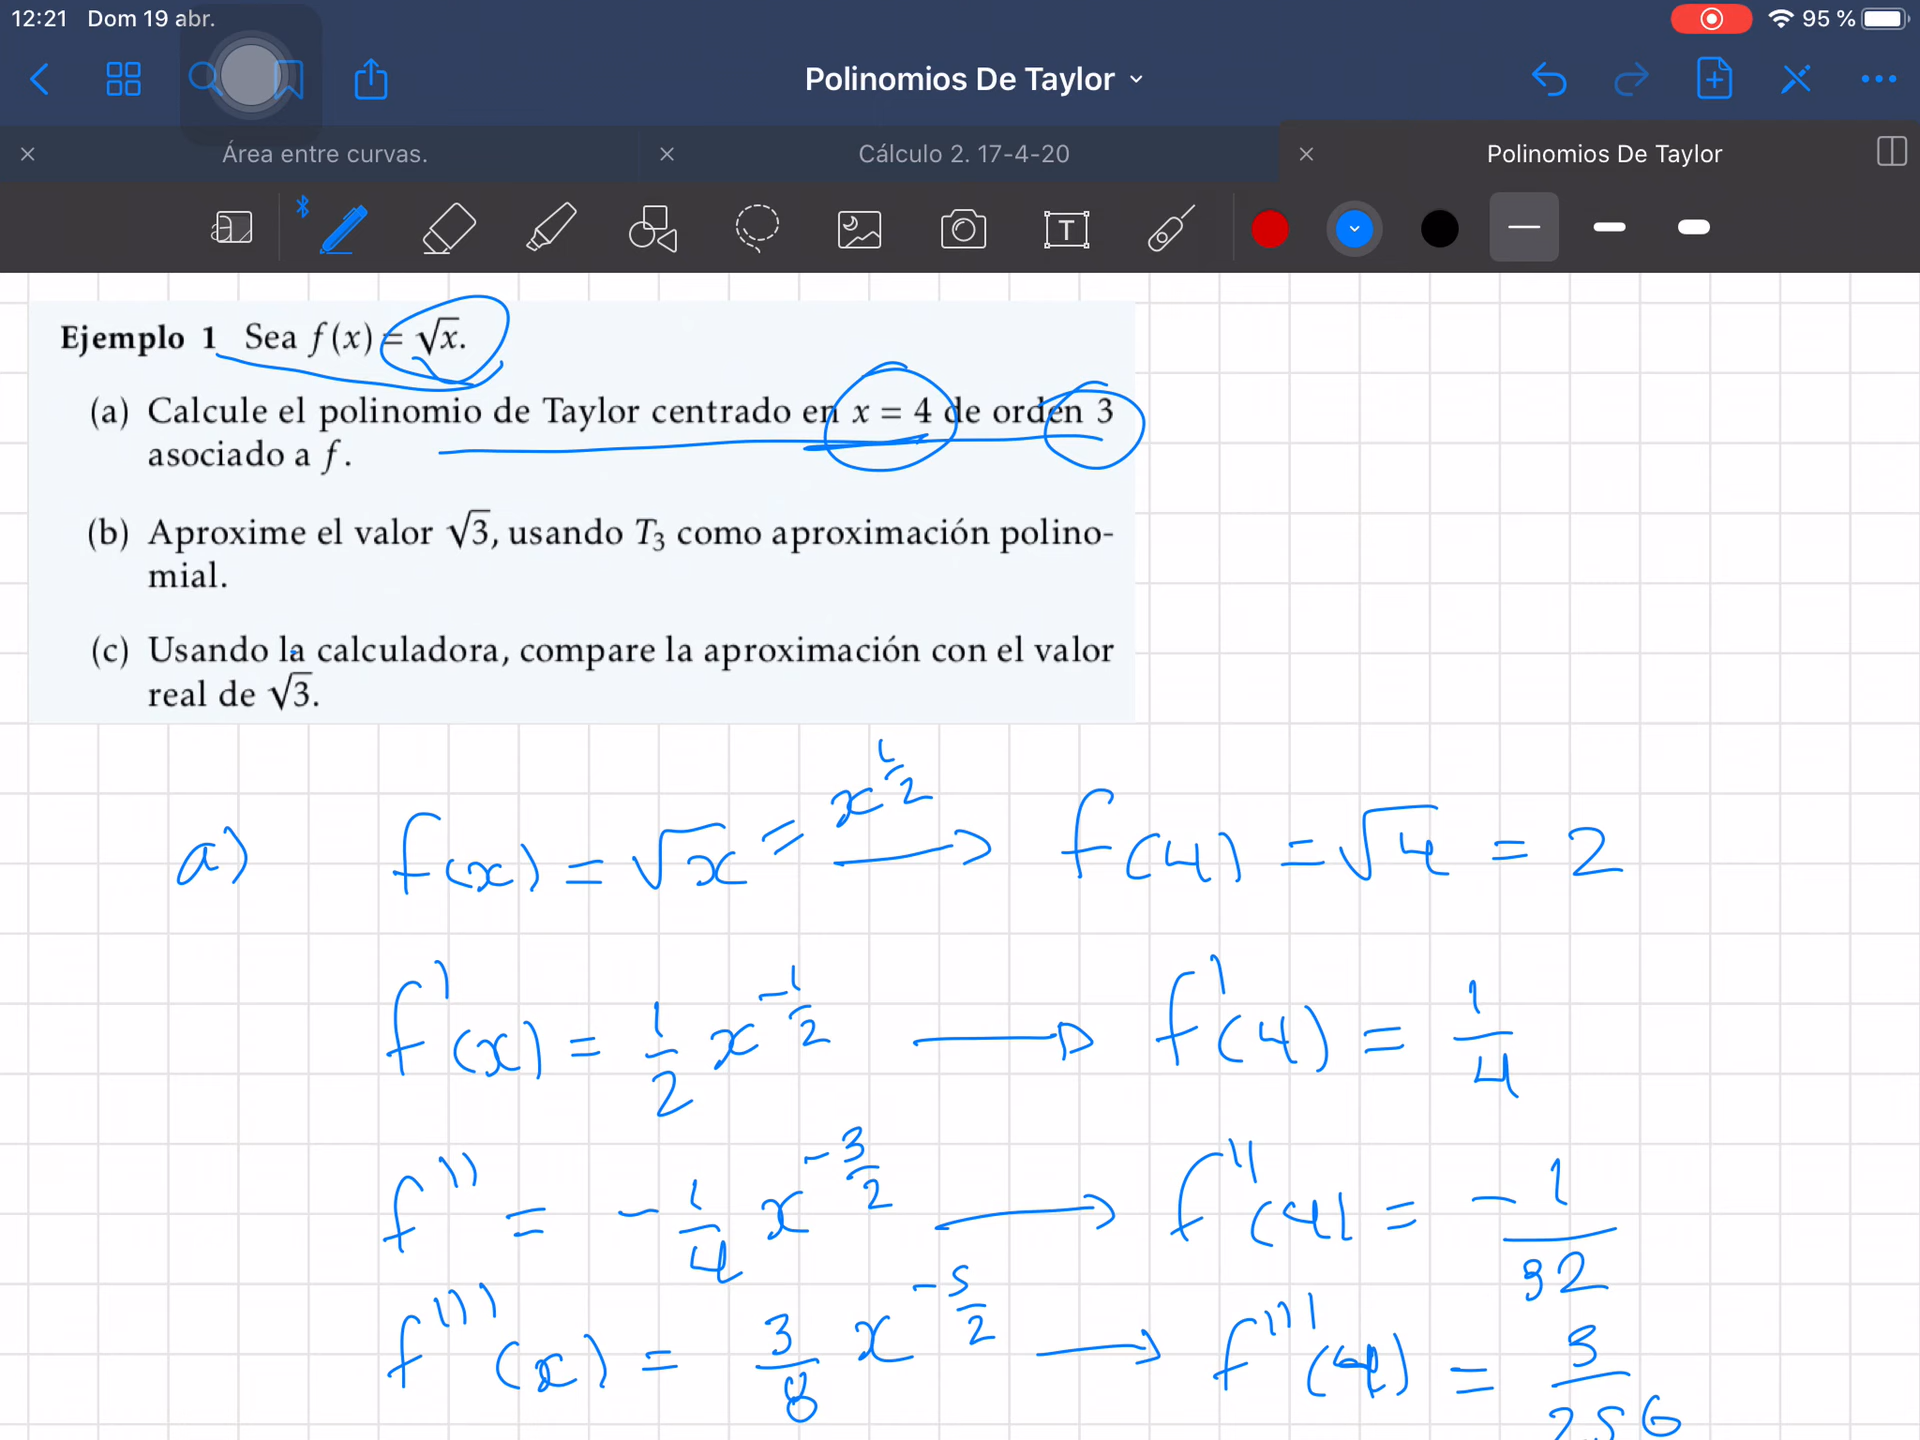 12:21 Dom 19 abr. 95 %
Polinomios De Taylor
Área entre curvas. Cálculo 2. 17-4-20 Polinomios De Taylor
T
Ejemplo 1 Sea f(x) = √x.
(a) Calcule el polinomio de Taylor centrado en x = 4 de orden 3
asociado a f.
(b) Aproxime el valor √3, usando T₃ como aproximación polino-
mial.
(c) Usando la calculadora, compare la aproximación con el valor
real de √3.
a) f(x) = √x = x^(1/2) → f(4) = √4 = 2
f'(x) = 1/2 x^(-1/2) → f'(4) = 1/4
f'' = -1/4 x^(-3/2) → f''(4) = -1/32
f'''(x) = 3/8 x^(-5/2) → f'''(4) = 3/256